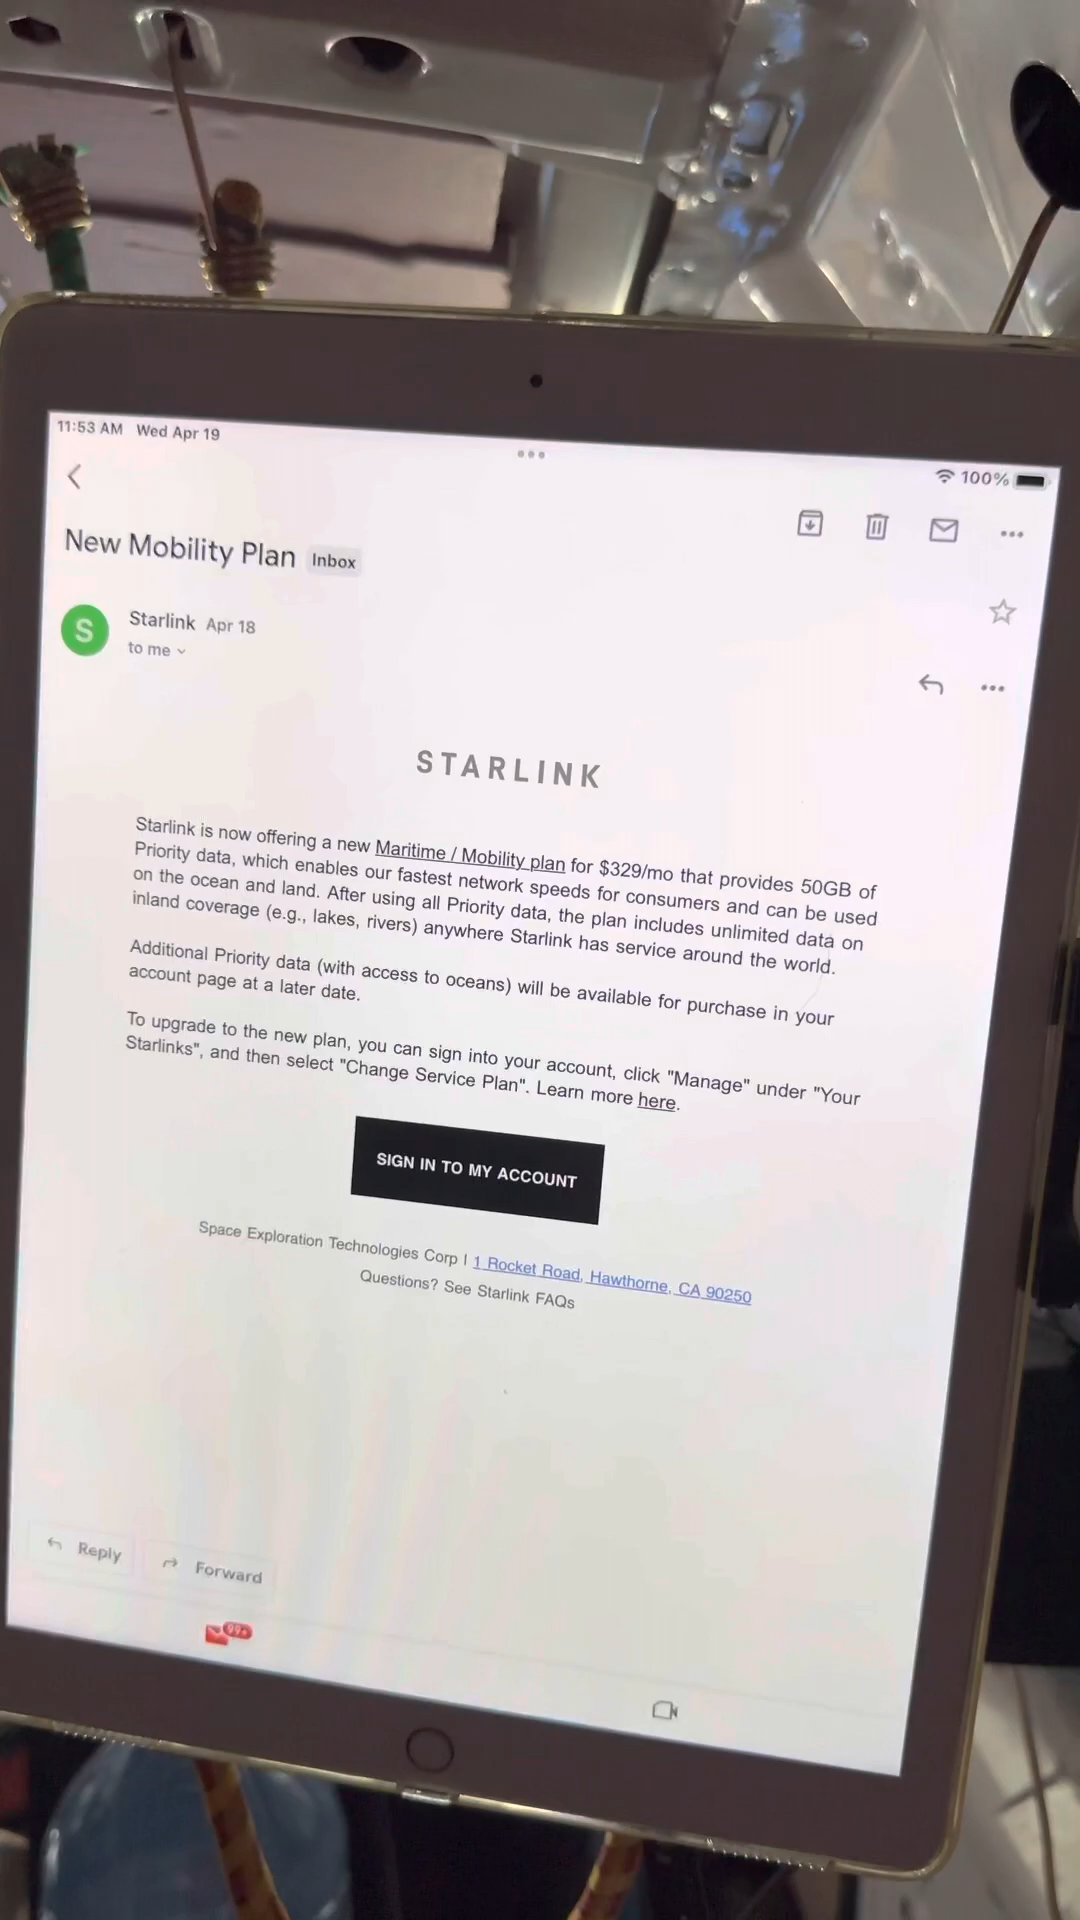 11:53 AM Wed Apr 19
100%
New Mobility Plan Inbox
S
Starlink Apr 18
to me
STARLINK
Starlink is now offering a new Maritime / Mobility plan for $329/mo that provides 50GB of
Priority data, which enables our fastest network speeds for consumers and can be used
on the ocean and land. After using all Priority data, the plan includes unlimited data on
inland coverage (e.g., lakes, rivers) anywhere Starlink has service around the world.
Additional Priority data (with access to oceans) will be available for purchase in your
account page at a later date.
To upgrade to the new plan, you can sign into your account, click "Manage" under "Your
Starlinks", and then select "Change Service Plan". Learn more here.
SIGN IN TO MY ACCOUNT
Space Exploration Technologies Corp | 1 Rocket Road, Hawthorne, CA 90250
Questions? See Starlink FAQs
Reply Forward
99+